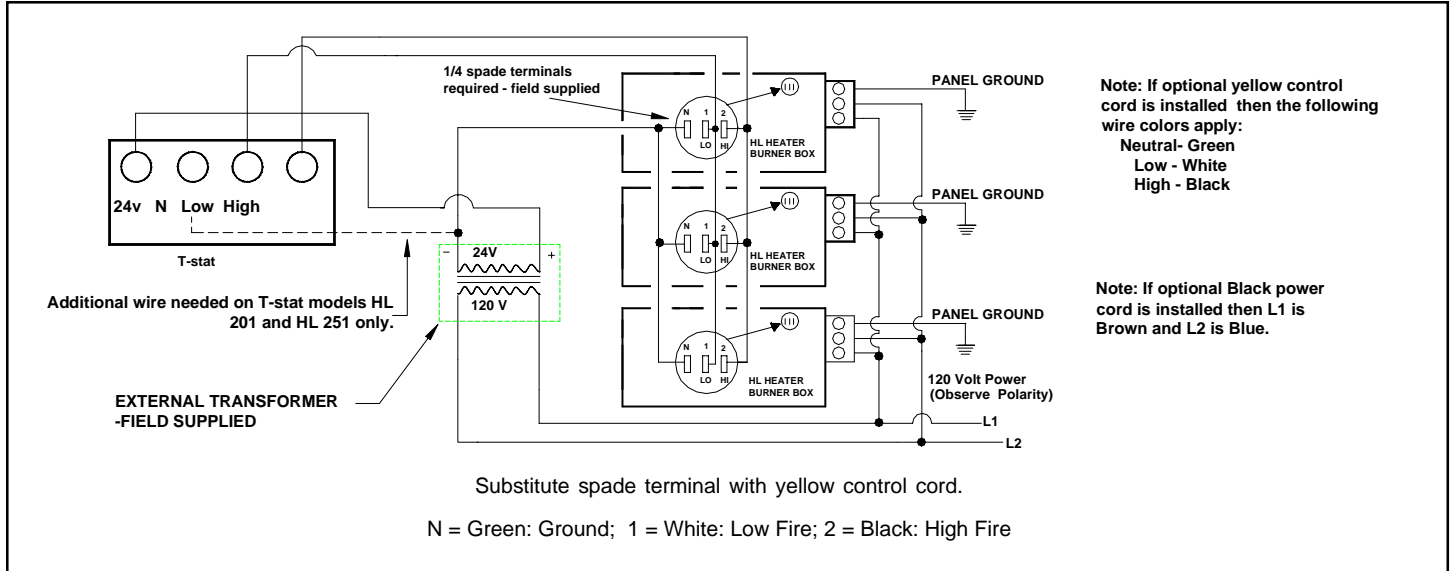 1/4 spade terminals
required - field supplied
24v N Low High
T-stat
Additional wire needed on T-stat models HL
201 and HL 251 only.
EXTERNAL TRANSFORMER
-FIELD SUPPLIED
– 24V +
120 V
N 1 2
LO HI
HL HEATER
BURNER BOX
PANEL GROUND
N 1 2
LO HI
HL HEATER
BURNER BOX
PANEL GROUND
N 1 2
LO HI
HL HEATER
BURNER BOX
PANEL GROUND
120 Volt Power
(Observe Polarity)
L1
L2
Note: If optional yellow control
cord is installed then the following
wire colors apply:
Neutral- Green
Low - White
High - Black
Note: If optional Black power
cord is installed then L1 is
Brown and L2 is Blue.
Substitute spade terminal with yellow control cord.
N = Green: Ground; 1 = White: Low Fire; 2 = Black: High Fire